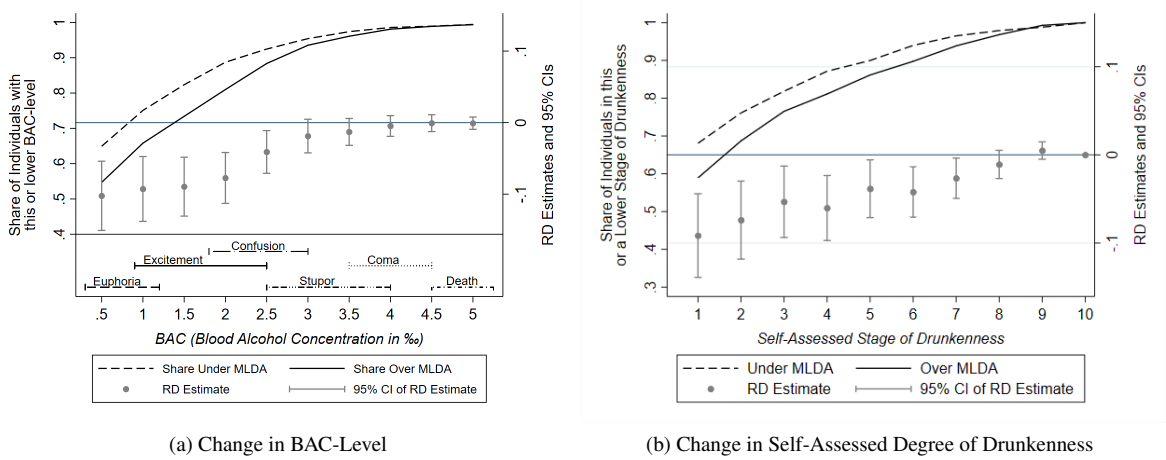 Share of Individuals with
this or lower BAC-level
1
.9
.8
.7
.6
.5
.4
.1
0
-.1
RD Estimates and 95% CIs
Confusion
Excitement
Coma
Euphoria
Stupor
Death
.5 1 1.5 2 2.5 3 3.5 4 4.5 5
BAC (Blood Alcohol Concentration in ‰)
Share Under MLDA Share Over MLDA
RD Estimate 95% CI of RD Estimate
(a) Change in BAC-Level
Share of Individuals in this
or a Lower Stage of Drunkenness
1
.9
.8
.7
.6
.5
.4
.3
.1
0
-.1
RD Estimates and 95% CIs
1 2 3 4 5 6 7 8 9 10
Self-Assessed Stage of Drunkenness
Under MLDA Over MLDA
RD Estimate 95% CI of RD Estimate
(b) Change in Self-Assessed Degree of Drunkenness